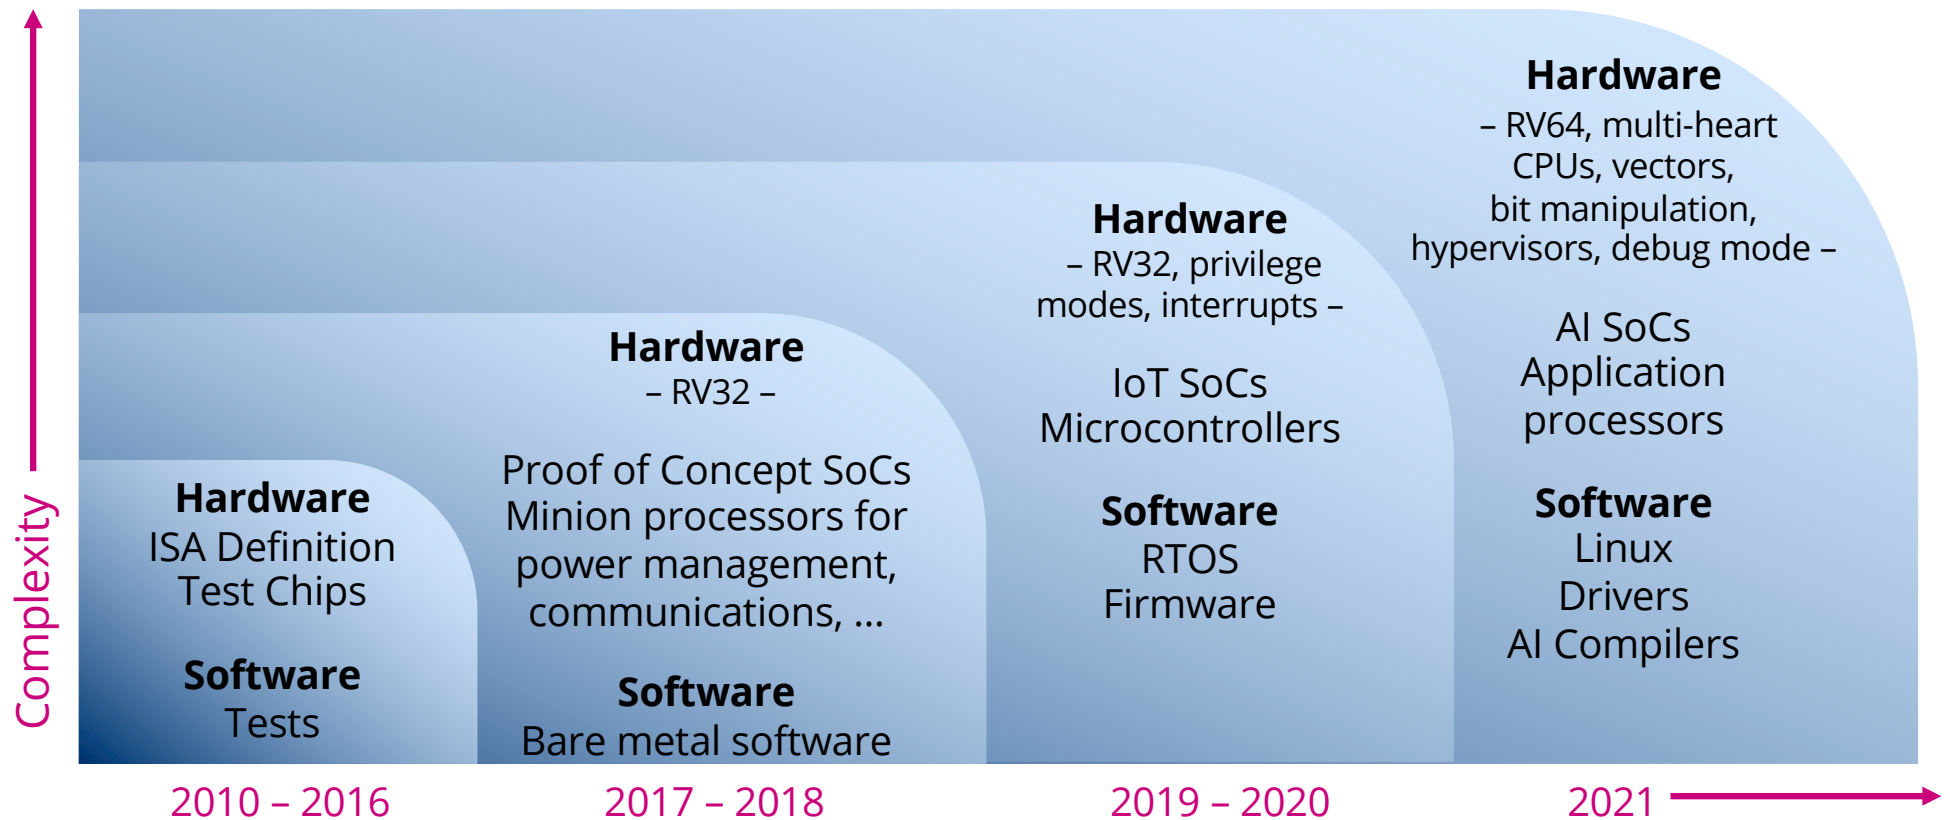 Complexity
Hardware
ISA Definition
Test Chips
Software
Tests
2010 – 2016
Hardware
– RV32 –
Proof of Concept SoCs
Minion processors for
power management,
communications, ...
Software
Bare metal software
2017 – 2018
Hardware
– RV32, privilege
modes, interrupts –
IoT SoCs
Microcontrollers
Software
RTOS
Firmware
2019 – 2020
Hardware
– RV64, multi-heart
CPUs, vectors,
bit manipulation,
hypervisors, debug mode –
AI SoCs
Application
processors
Software
Linux
Drivers
AI Compilers
2021